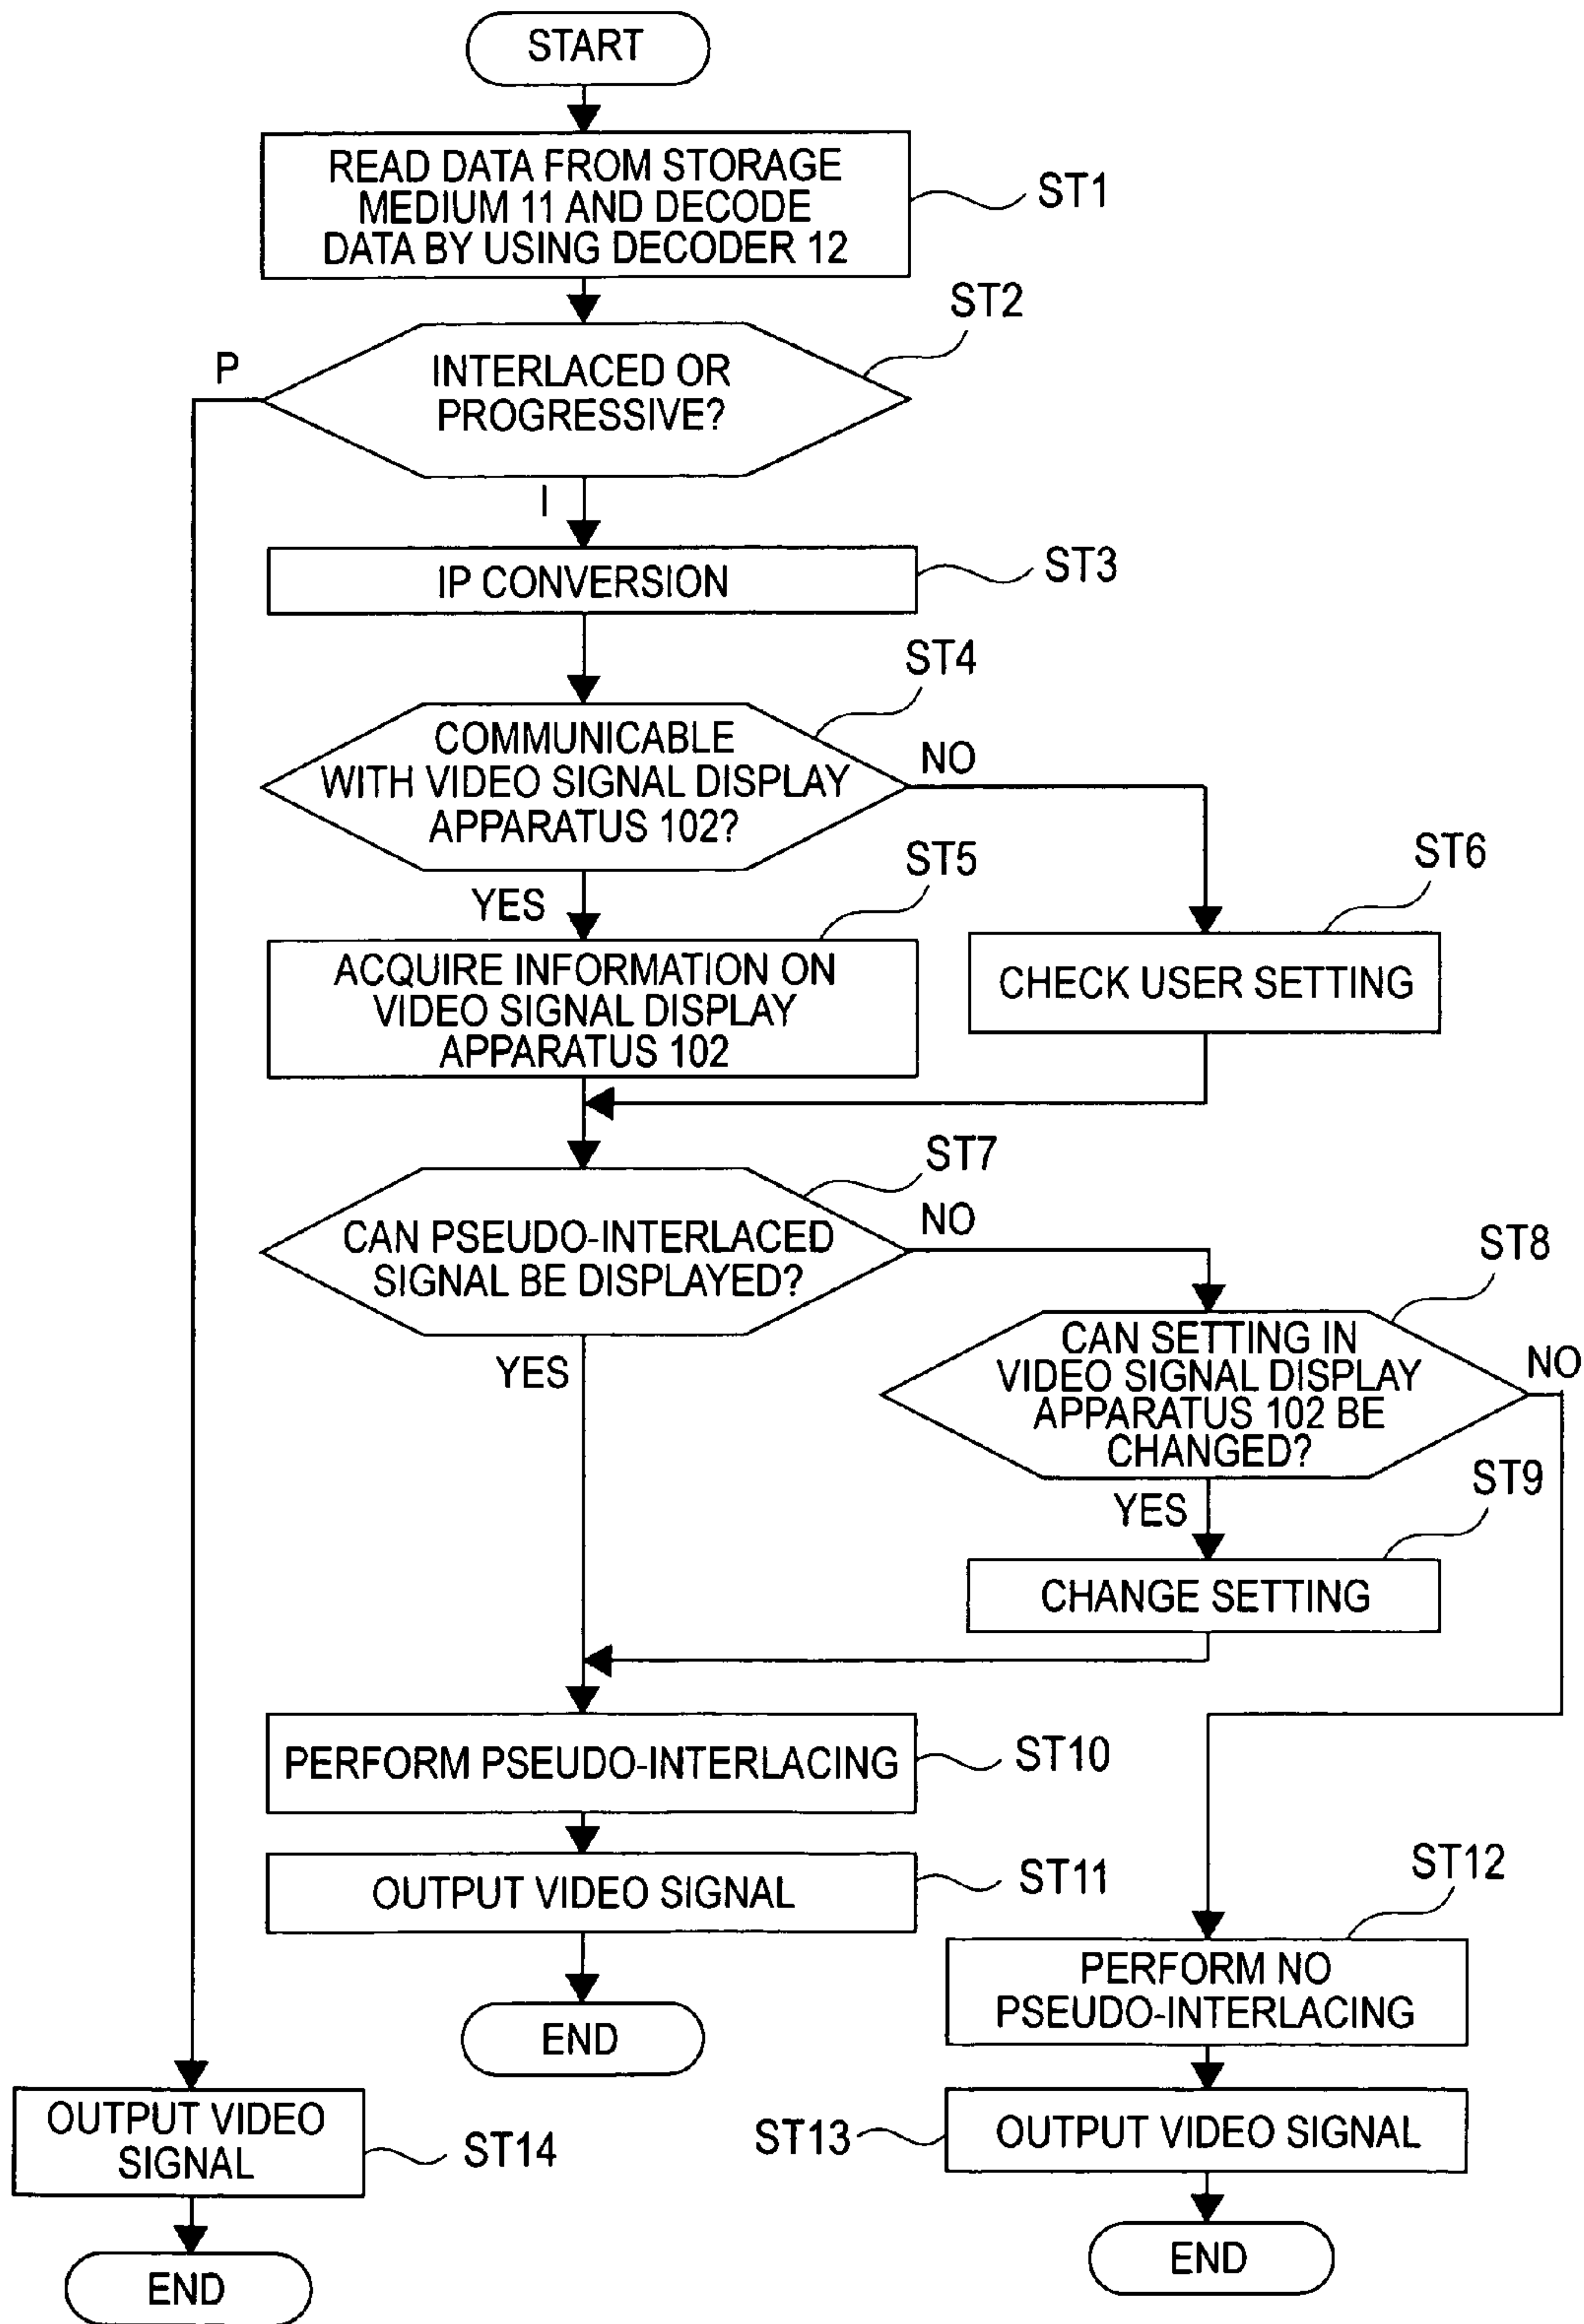 START
READ DATA FROM STORAGE
MEDIUM 11 AND DECODE
DATA BY USING DECODER 12
ST1
ST2
P
INTERLACED OR
PROGRESSIVE?
I
IP CONVERSION
ST3
ST4
COMMUNICABLE
WITH VIDEO SIGNAL DISPLAY
APPARATUS 102?
NO
YES
ST5
ST6
ACQUIRE INFORMATION ON
VIDEO SIGNAL DISPLAY
APPARATUS 102
CHECK USER SETTING
ST7
CAN PSEUDO-INTERLACED
SIGNAL BE DISPLAYED?
NO
YES
ST8
CAN SETTING IN
VIDEO SIGNAL DISPLAY
APPARATUS 102 BE
CHANGED?
NO
YES
ST9
CHANGE SETTING
PERFORM PSEUDO-INTERLACING
ST10
OUTPUT VIDEO SIGNAL
ST11
END
ST12
PERFORM NO
PSEUDO-INTERLACING
OUTPUT VIDEO SIGNAL
ST13
END
OUTPUT VIDEO
SIGNAL
ST14
END